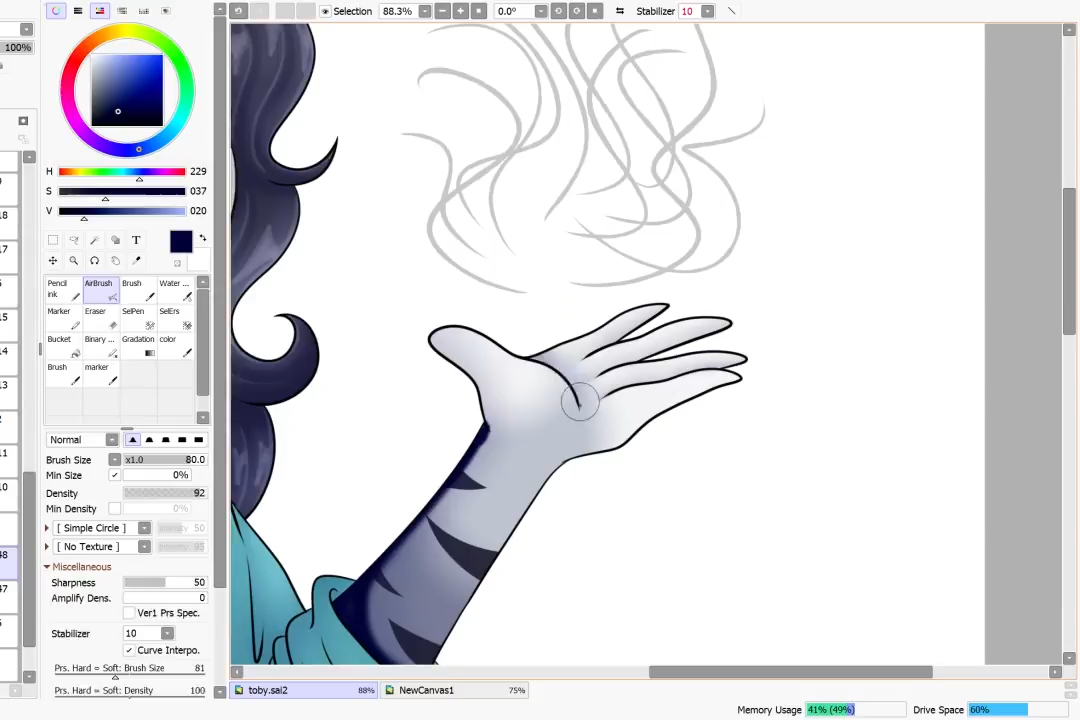 Selection 88.3% 0.0º Stabilizer 10
100%
H 229
S 037
V 020
T
Pencil ink AirBrush Brush Water ...
Marker Eraser SelPen SelErs
Bucket Binary ... Gradation color
Brush marker
Normal
Brush Size x1.0 80.0
Min Size 0%
Density 92
Min Density 0%
[ Simple Circle ] 50
[ No Texture ] 95
Miscellaneous
Sharpness 50
Amplify Dens. 0
Ver1 Prs Spec.
Stabilizer 10
Curve Interpo.
Prs. Hard = Soft: Brush Size 81
Prs. Hard = Soft: Density 100
toby.sai2 88% NewCanvas1 75%
Memory Usage 41% (49%) Drive Space 60%